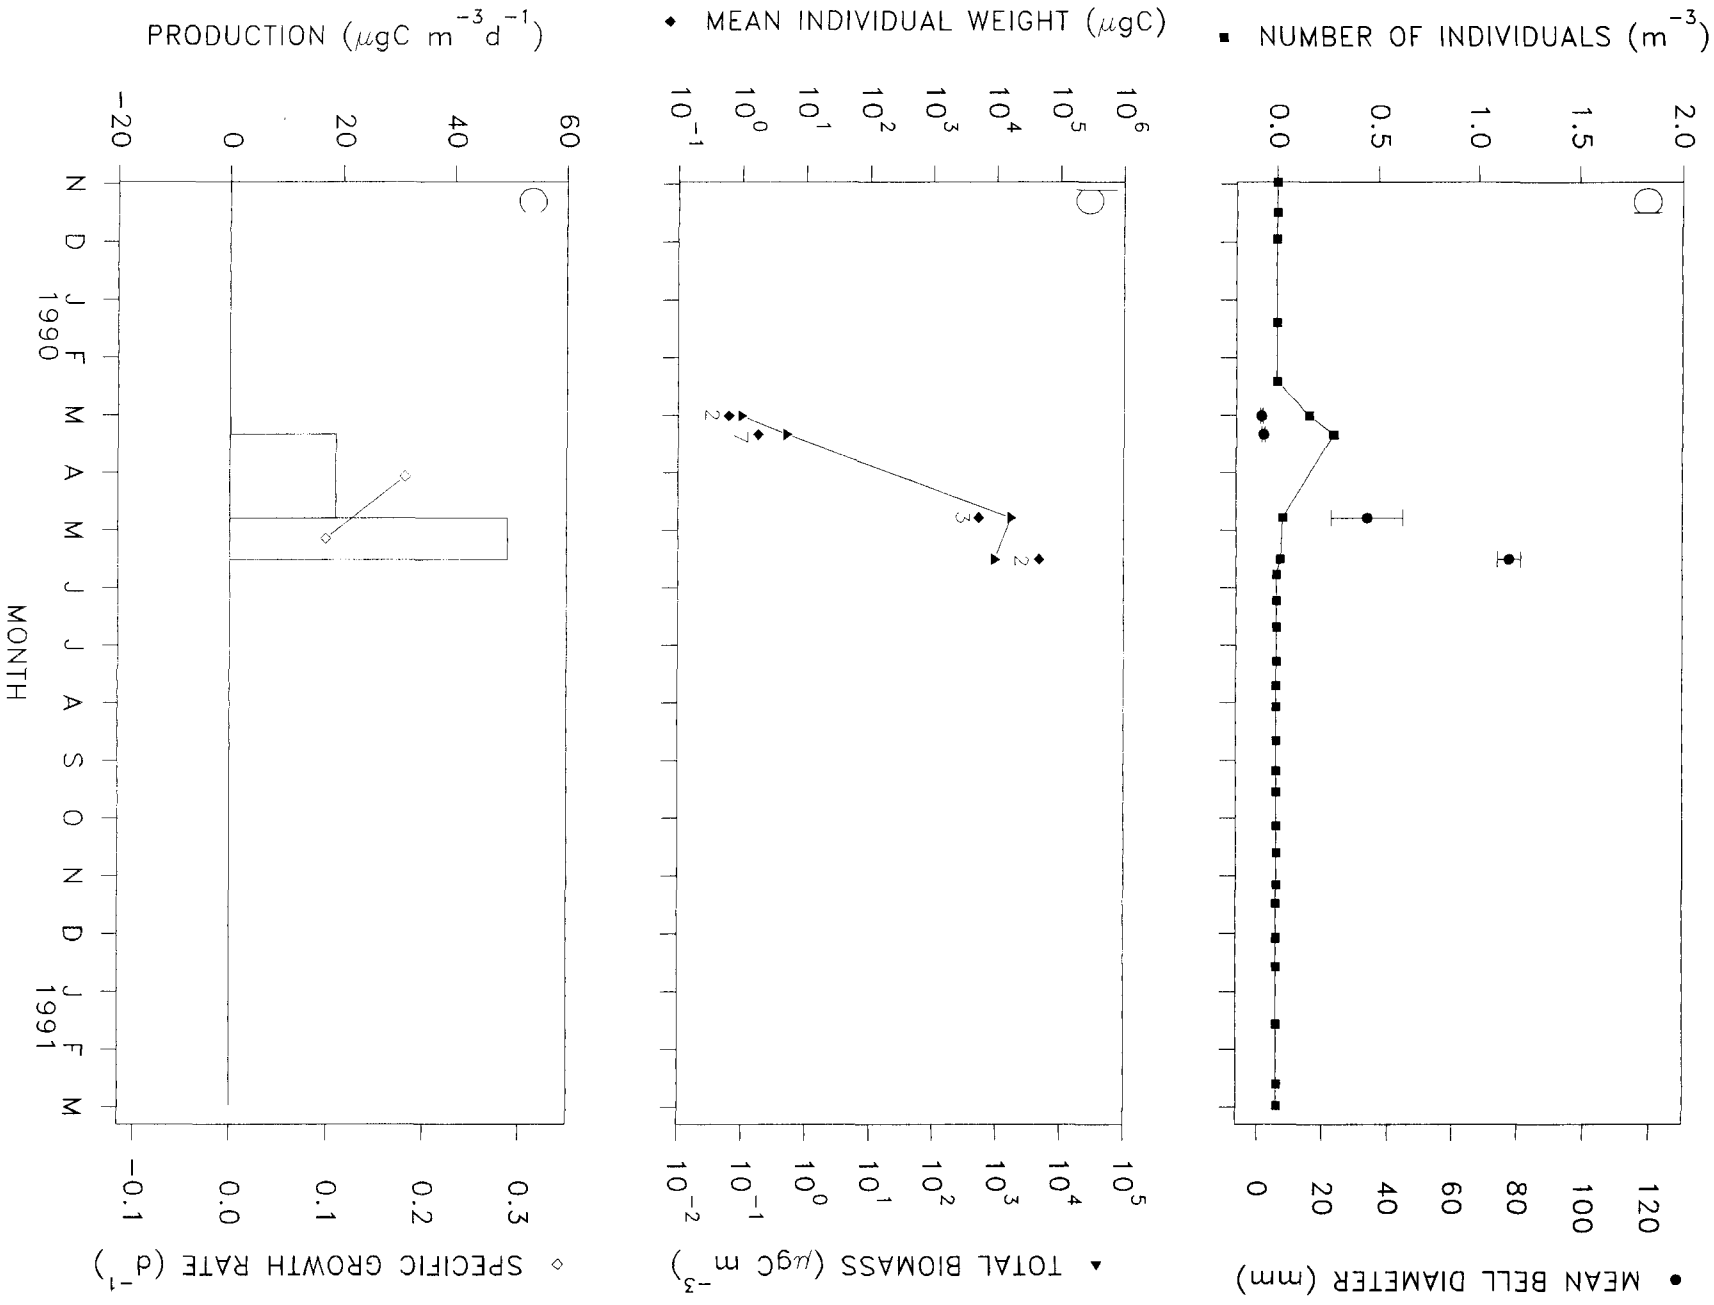 ■ NUMBER OF INDIVIDUALS (m⁻³)
0.0 0.5 1.0 1.5 2.0
a
0 20 40 60 80 100 120
● MEAN BELL DIAMETER (mm)
◆ MEAN INDIVIDUAL WEIGHT (μgC)
10⁻¹ 10⁰ 10¹ 10² 10³ 10⁴ 10⁵ 10⁶
b
2
7
3
2
10⁻² 10⁻¹ 10⁰ 10¹ 10² 10³ 10⁴ 10⁵
▲ TOTAL BIOMASS (μgC m⁻³)
PRODUCTION (μgC m⁻³d⁻¹)
-20 0 20 40 60
c
-0.1 0.0 0.1 0.2 0.3
◇ SPECIFIC GROWTH RATE (d⁻¹)
N D J F M A M J J A S O N D J F M
1990 1991
MONTH